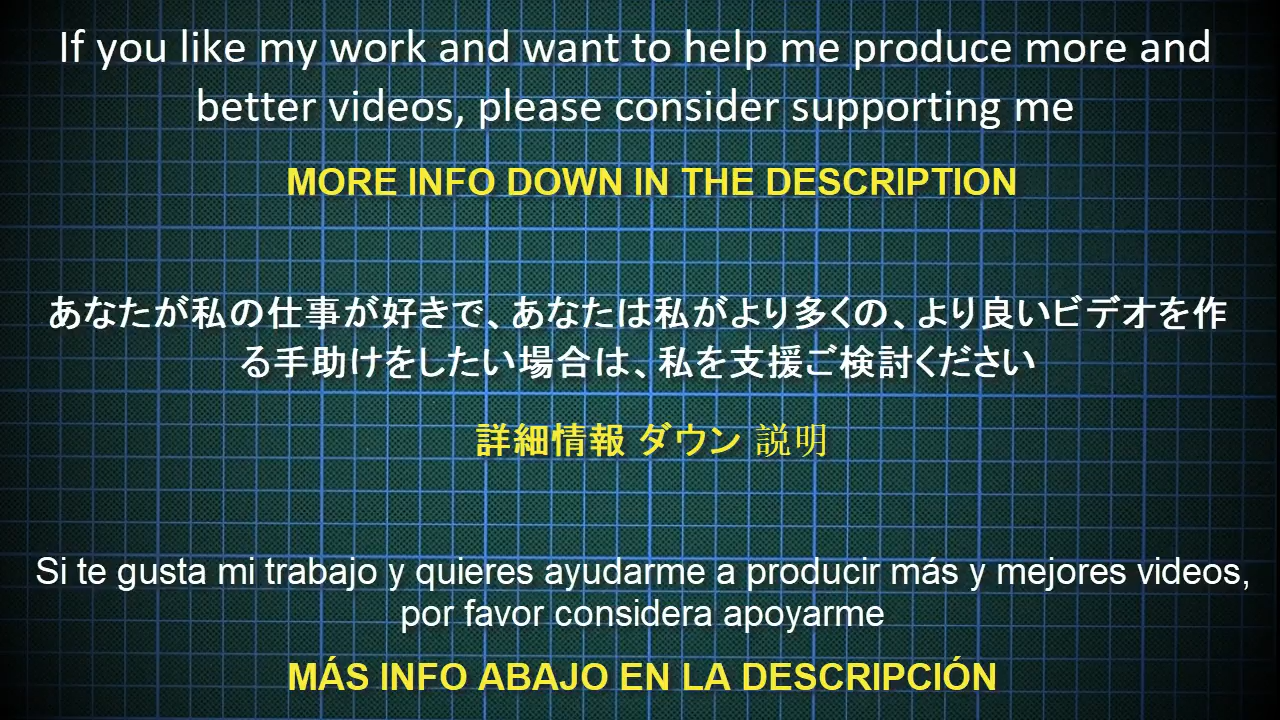 If you like my work and want to help me produce more and
better videos, please consider supporting me
MORE INFO DOWN IN THE DESCRIPTION
あなたが私の仕事が好きで、あなたは私がより多くの、より良いビデオを作
る手助けをしたい場合は、私を支援ご検討ください
詳細情報 ダウン 説明
Si te gusta mi trabajo y quieres ayudarme a producir más y mejores videos,
por favor considera apoyarme
MÁS INFO ABAJO EN LA DESCRIPCIÓN